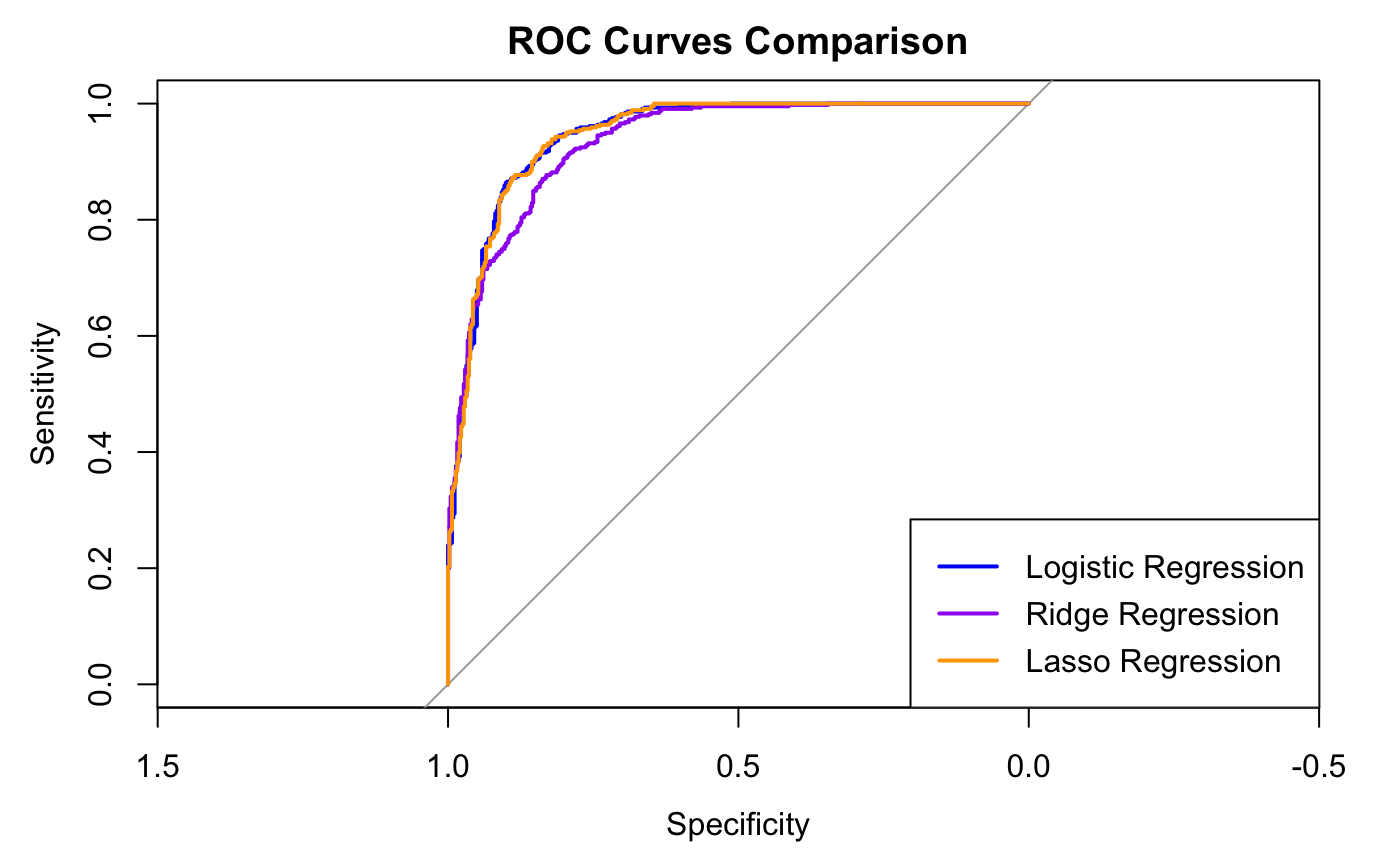 ROC Curves Comparison
Sensitivity
1.0
0.8
0.6
0.4
0.2
0.0
Logistic Regression
Ridge Regression
Lasso Regression
1.5 1.0 0.5 0.0 -0.5
Specificity